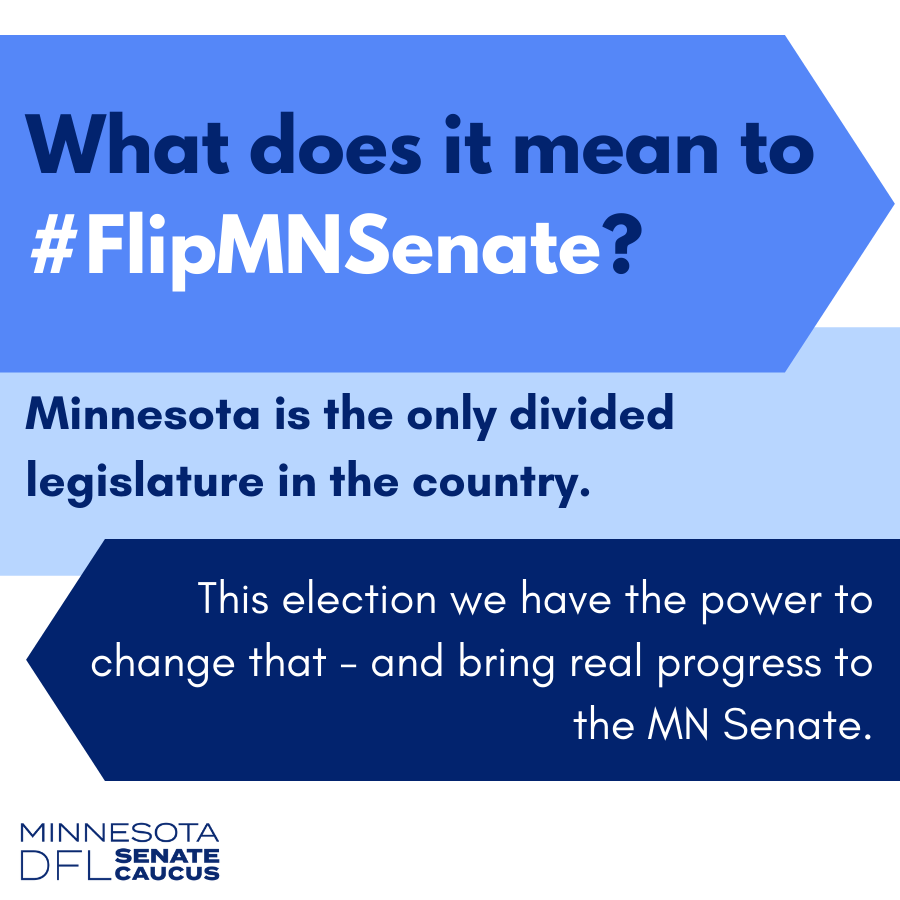 What does it mean to
#FlipMNSenate?
Minnesota is the only divided
legislature in the country.
This election we have the power to
change that – and bring real progress to
the MN Senate.
MINNESOTA
DFL SENATE
CAUCUS